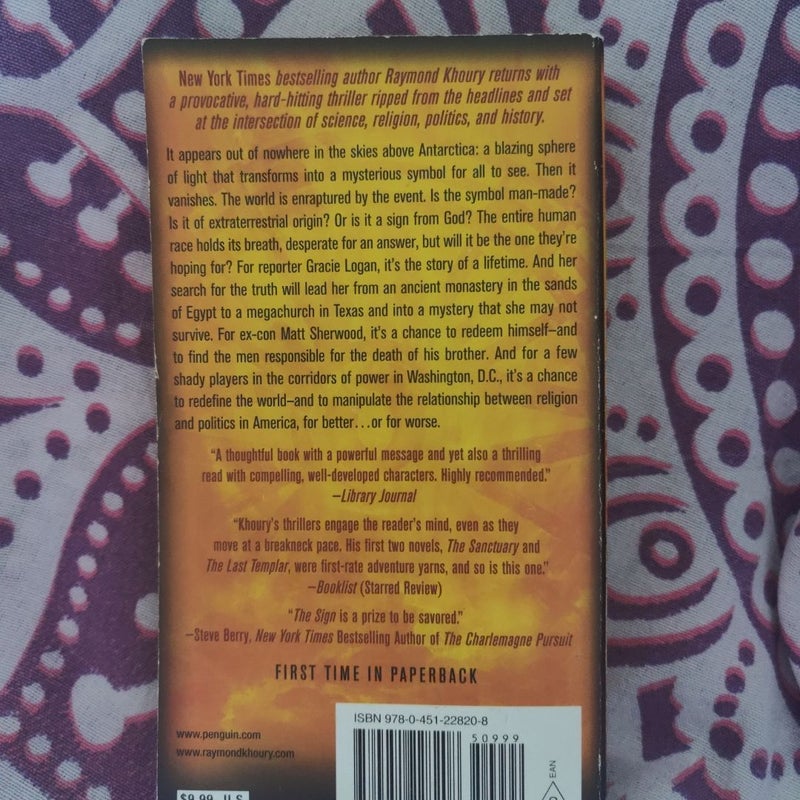 New York Times bestselling author Raymond Khoury returns with
a provocative, hard-hitting thriller ripped from the headlines and set
at the intersection of science, religion, politics, and history.
It appears out of nowhere in the skies above Antarctica: a blazing sphere
of light that transforms into a mysterious symbol for all to see. Then it
vanishes. The world is enraptured by the event. Is the symbol man-made?
Is it of extraterrestrial origin? Or is it a sign from God? The entire human
race holds its breath, desperate for an answer, but will it be the one they're
hoping for? For reporter Gracie Logan, it's the story of a lifetime. And her
search for the truth will lead her from an ancient monastery in the sands
of Egypt to a megachurch in Texas and into a mystery that she may not
survive. For ex-con Matt Sherwood, it's a chance to redeem himself—and
to find the men responsible for the death of his brother. And for a few
shady players in the corridors of power in Washington, D.C., it's a chance
to redefine the world—and to manipulate the relationship between religion
and politics in America, for better...or for worse.
"A thoughtful book with a powerful message and yet also a thrilling
read with compelling, well-developed characters. Highly recommended."
—Library Journal
"Khoury's thrillers engage the reader's mind, even as they
move at a breakneck pace. His first two novels, The Sanctuary and
The Last Templar, were first-rate adventure yarns, and so is this one."
—Booklist (Starred Review)
"The Sign is a prize to be savored."
—Steve Berry, New York Times Bestselling Author of The Charlemagne Pursuit
FIRST TIME IN PAPERBACK
ISBN 978-0-451-22820-8
50999
EAN
www.penguin.com
www.raymondkhoury.com
$9.99 U.S.